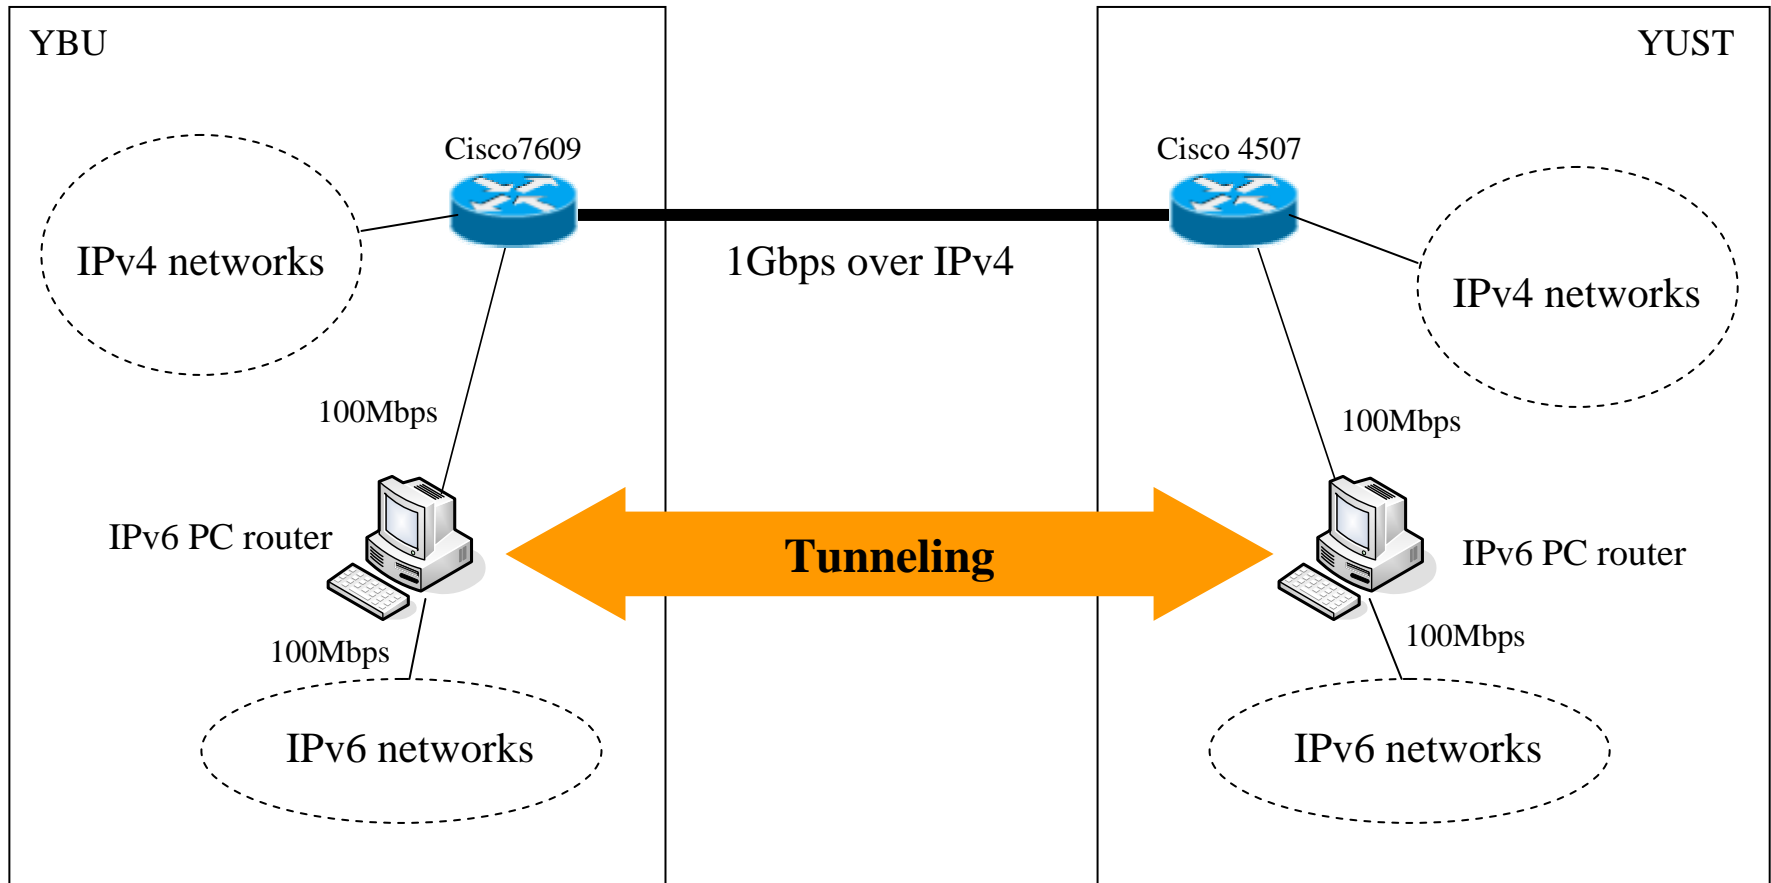 YBU
YUST
Cisco7609
Cisco 4507
IPv4 networks
1Gbps over IPv4
IPv4 networks
100Mbps
100Mbps
IPv6 PC router
Tunneling
IPv6 PC router
100Mbps
100Mbps
IPv6 networks
IPv6 networks